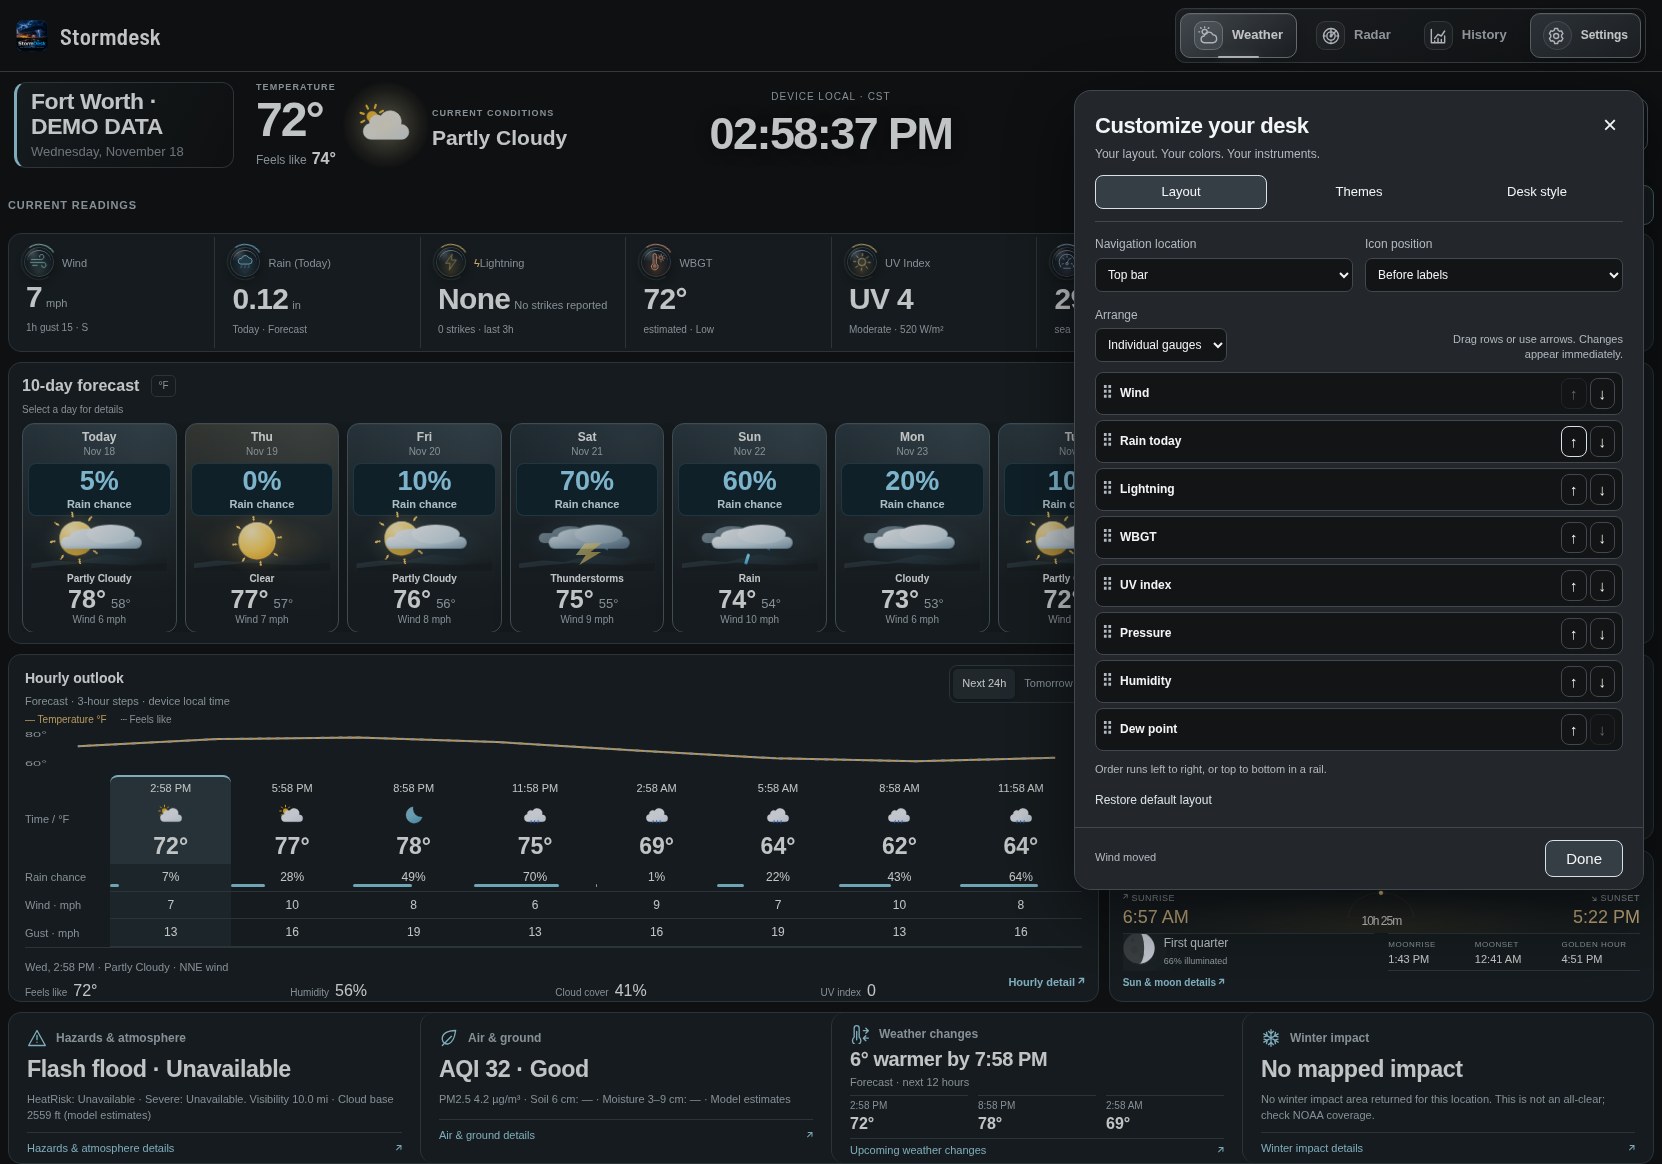 Stormdesk
Weather
Radar
History
Settings
Fort Worth ·
DEMO DATA
Wednesday, November 18
TEMPERATURE
72°
Feels like 74°
CURRENT CONDITIONS
Partly Cloudy
DEVICE LOCAL · CST
02:58:37 PM
CURRENT READINGS
Wind
7 mph
1h gust 15 · S
Rain (Today)
0.12 in
Today · Forecast
ϟLightning
None No strikes reported
0 strikes · last 3h
WBGT
72°
estimated · Low
UV Index
UV 4
Moderate · 520 W/m²
29
sea
10-day forecast °F
Select a day for details
Today
Nov 18
5%
Rain chance
Partly Cloudy
78° 58°
Wind 6 mph
Thu
Nov 19
0%
Rain chance
Clear
77° 57°
Wind 7 mph
Fri
Nov 20
10%
Rain chance
Partly Cloudy
76° 56°
Wind 8 mph
Sat
Nov 21
70%
Rain chance
Thunderstorms
75° 55°
Wind 9 mph
Sun
Nov 22
60%
Rain chance
Rain
74° 54°
Wind 10 mph
Mon
Nov 23
20%
Rain chance
Cloudy
73° 53°
Wind 6 mph
Nov
10
Rain c
Partly
72°
Wind
Hourly outlook
Next 24h Tomorrow
Forecast · 3-hour steps · device local time
— Temperature °F ┄ Feels like
80°
60°
2:58 PM 5:58 PM 8:58 PM 11:58 PM 2:58 AM 5:58 AM 8:58 AM 11:58 AM
Time / °F 72° 77° 78° 75° 69° 64° 62° 64°
Rain chance 7% 28% 49% 70% 1% 22% 43% 64%
Wind · mph 7 10 8 6 9 7 10 8
Gust · mph 13 16 19 13 16 19 13 16
Wed, 2:58 PM · Partly Cloudy · NNE wind
Hourly detail ↗
Feels like 72° Humidity 56% Cloud cover 41% UV index 0
Customize your desk ✕
Your layout. Your colors. Your instruments.
Layout Themes Desk style
Navigation location
Top bar
Icon position
Before labels
Arrange
Individual gauges
Drag rows or use arrows. Changes
appear immediately.
Wind ↑ ↓
Rain today ↑ ↓
Lightning ↑ ↓
WBGT ↑ ↓
UV index ↑ ↓
Pressure ↑ ↓
Humidity ↑ ↓
Dew point ↑ ↓
Order runs left to right, or top to bottom in a rail.
Restore default layout
Wind moved
Done
↗ SUNRISE
6:57 AM
10h 25m
↘ SUNSET
5:22 PM
First quarter
66% illuminated
MOONRISE
1:43 PM
MOONSET
12:41 AM
GOLDEN HOUR
4:51 PM
Sun & moon details ↗
Hazards & atmosphere
Flash flood · Unavailable
HeatRisk: Unavailable · Severe: Unavailable. Visibility 10.0 mi · Cloud base
2559 ft (model estimates)
Hazards & atmosphere details ↗
Air & ground
AQI 32 · Good
PM2.5 4.2 µg/m³ · Soil 6 cm: — · Moisture 3–9 cm: — · Model estimates
Air & ground details ↗
Weather changes
6° warmer by 7:58 PM
Forecast · next 12 hours
2:58 PM 8:58 PM 2:58 AM
72° 78° 69°
Upcoming weather changes ↗
Winter impact
No mapped impact
No winter impact area returned for this location. This is not an all-clear;
check NOAA coverage.
Winter impact details ↗